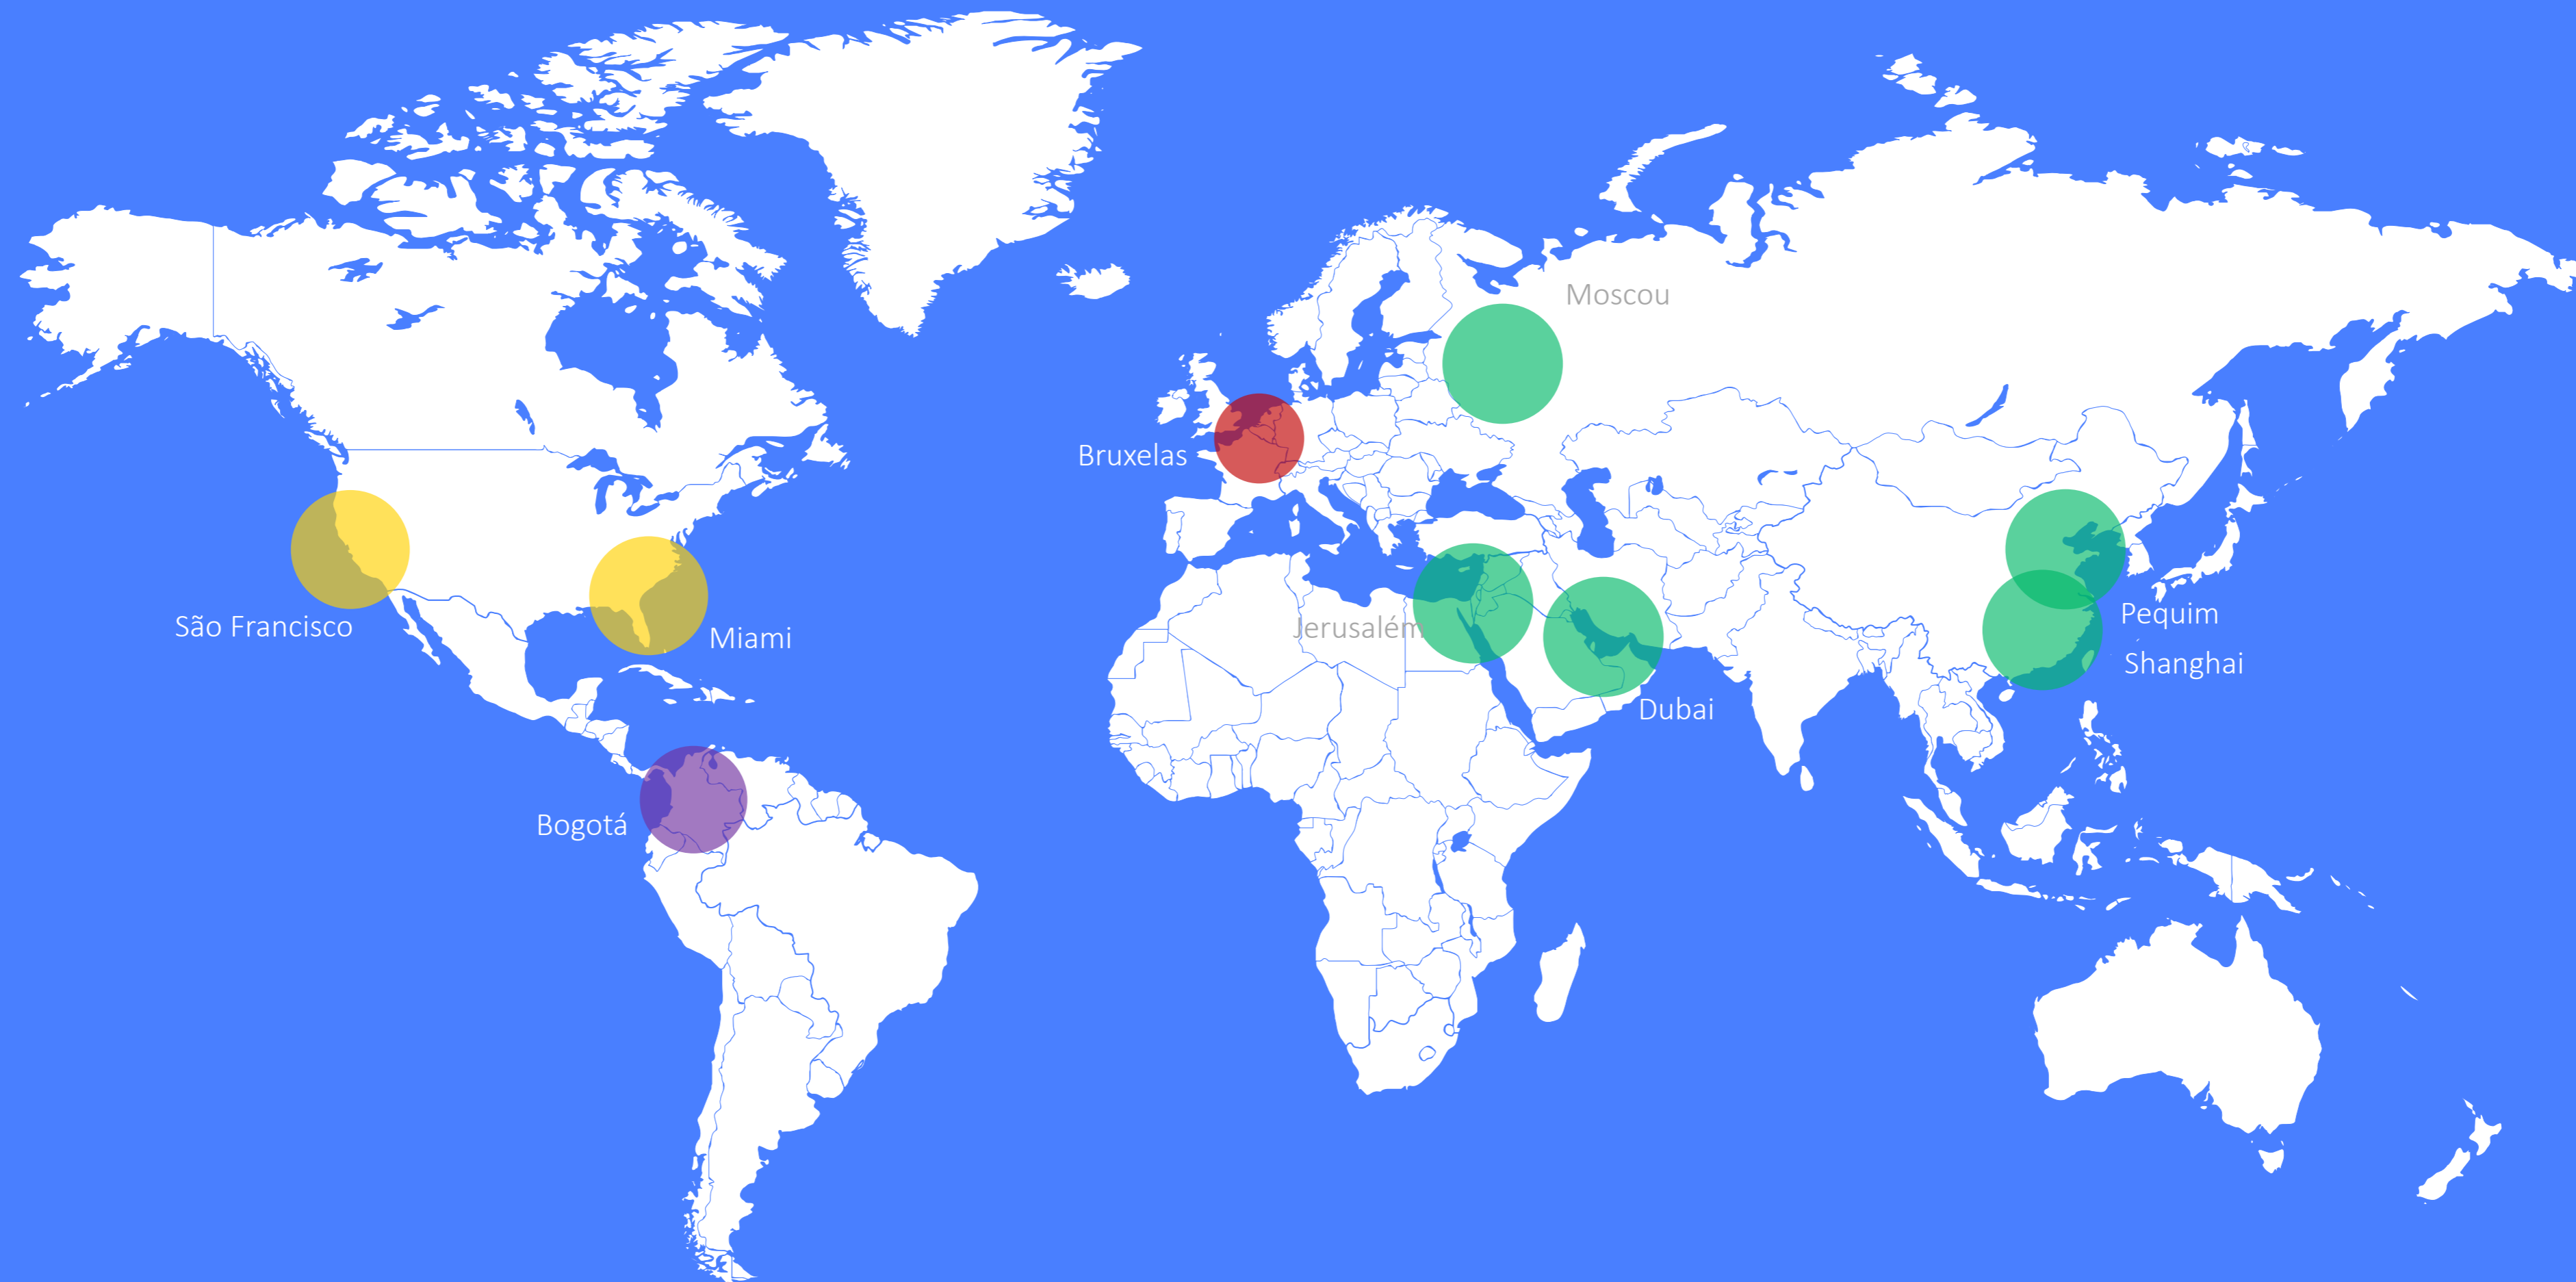 Moscou
Bruxelas
São Francisco
Jerusalém
Miami
Pequim
Shanghai
Dubai
Bogotá